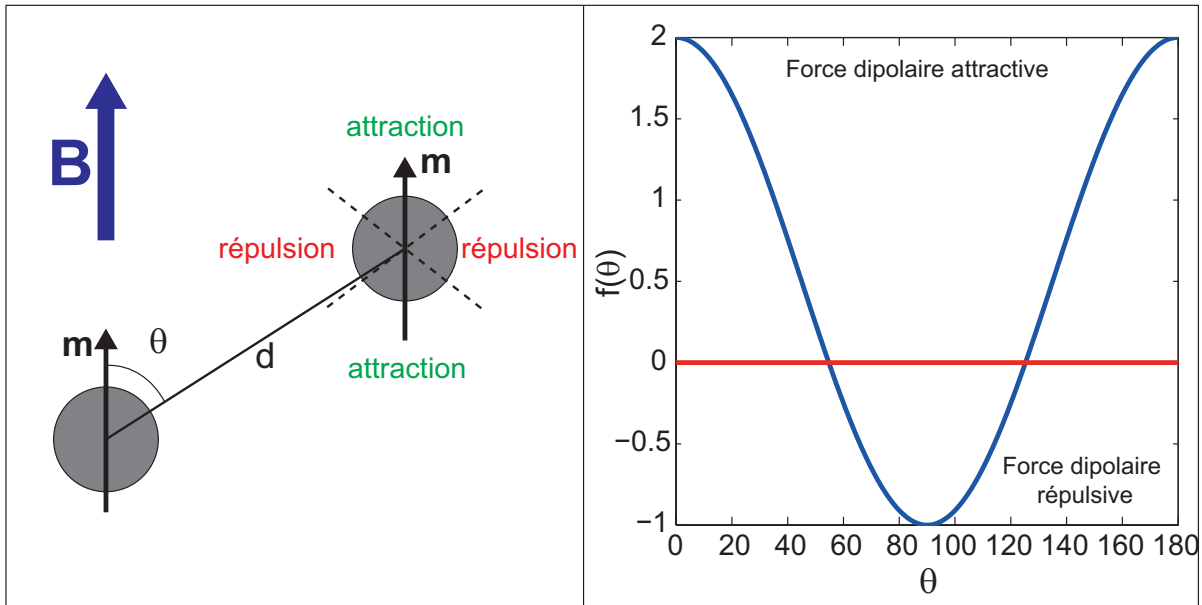 B
attraction
m
répulsion
répulsion
m
θ
d
attraction
2
1.5
1
0.5
0
−0.5
−1
f(θ)
Force dipolaire attractive
Force dipolaire
répulsive
0 20 40 60 80 100 120 140 160 180
θ